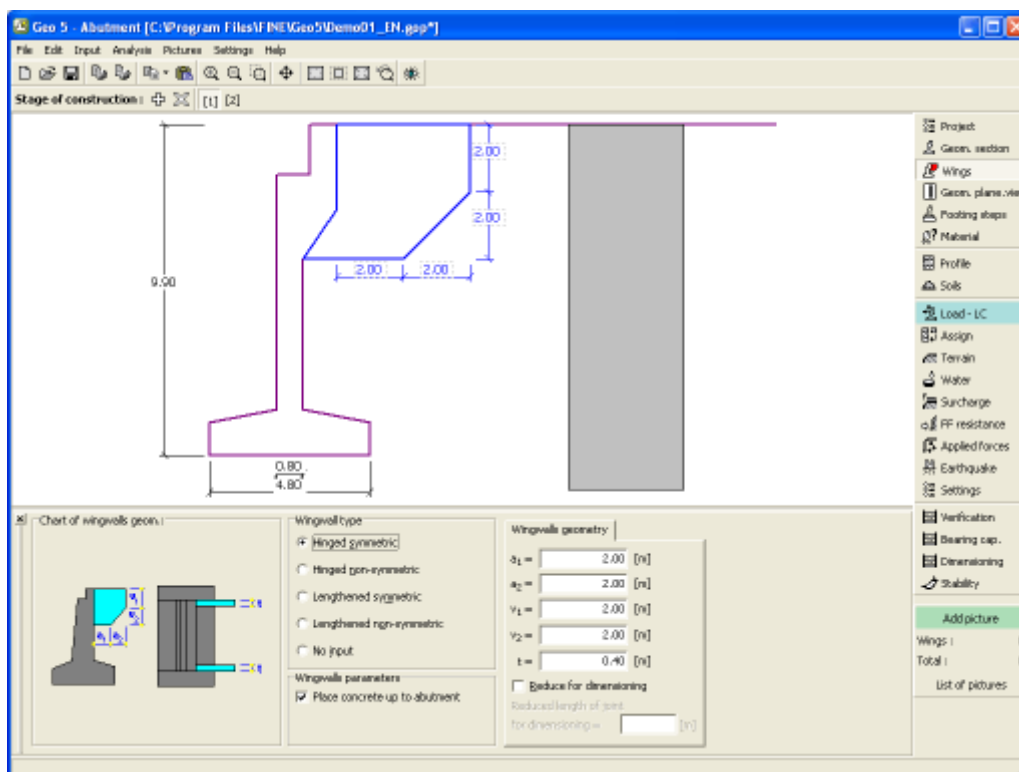 Geo 5 - Abutment [C:\Program Files\FINE\Geo5\Demo01_EN.gap*]
File Edit Input Analysis Pictures Settings Help
Stage of construction: [1] [2]
2.00
2.00
2.00 2.00
9.90
0.80
4.80
Project
Geom. section
Wings
Geom. plane.vie
Footing steps
Material
Profile
Soils
Load - LC
Assign
Terrain
Water
Surcharge
FF resistance
Applied forces
Earthquake
Settings
Verification
Bearing cap.
Dimensioning
Stability
Add picture
Wings :
Total :
List of pictures
Chart of wingwalls geom.:
a1 a2
t
t
Wingwall type
Hinged symmetric
Hinged non-symmetric
Lengthened symmetric
Lengthened non-symmetric
No input
Wingwalls parameters
Place concrete up to abutment
Wingwalls geometry
a1 = 2.00 [m]
a2 = 2.00 [m]
v1 = 2.00 [m]
v2 = 2.00 [m]
t = 0.40 [m]
Reduce for dimensioning
Reduced length of joint
for dimensioning = [m]